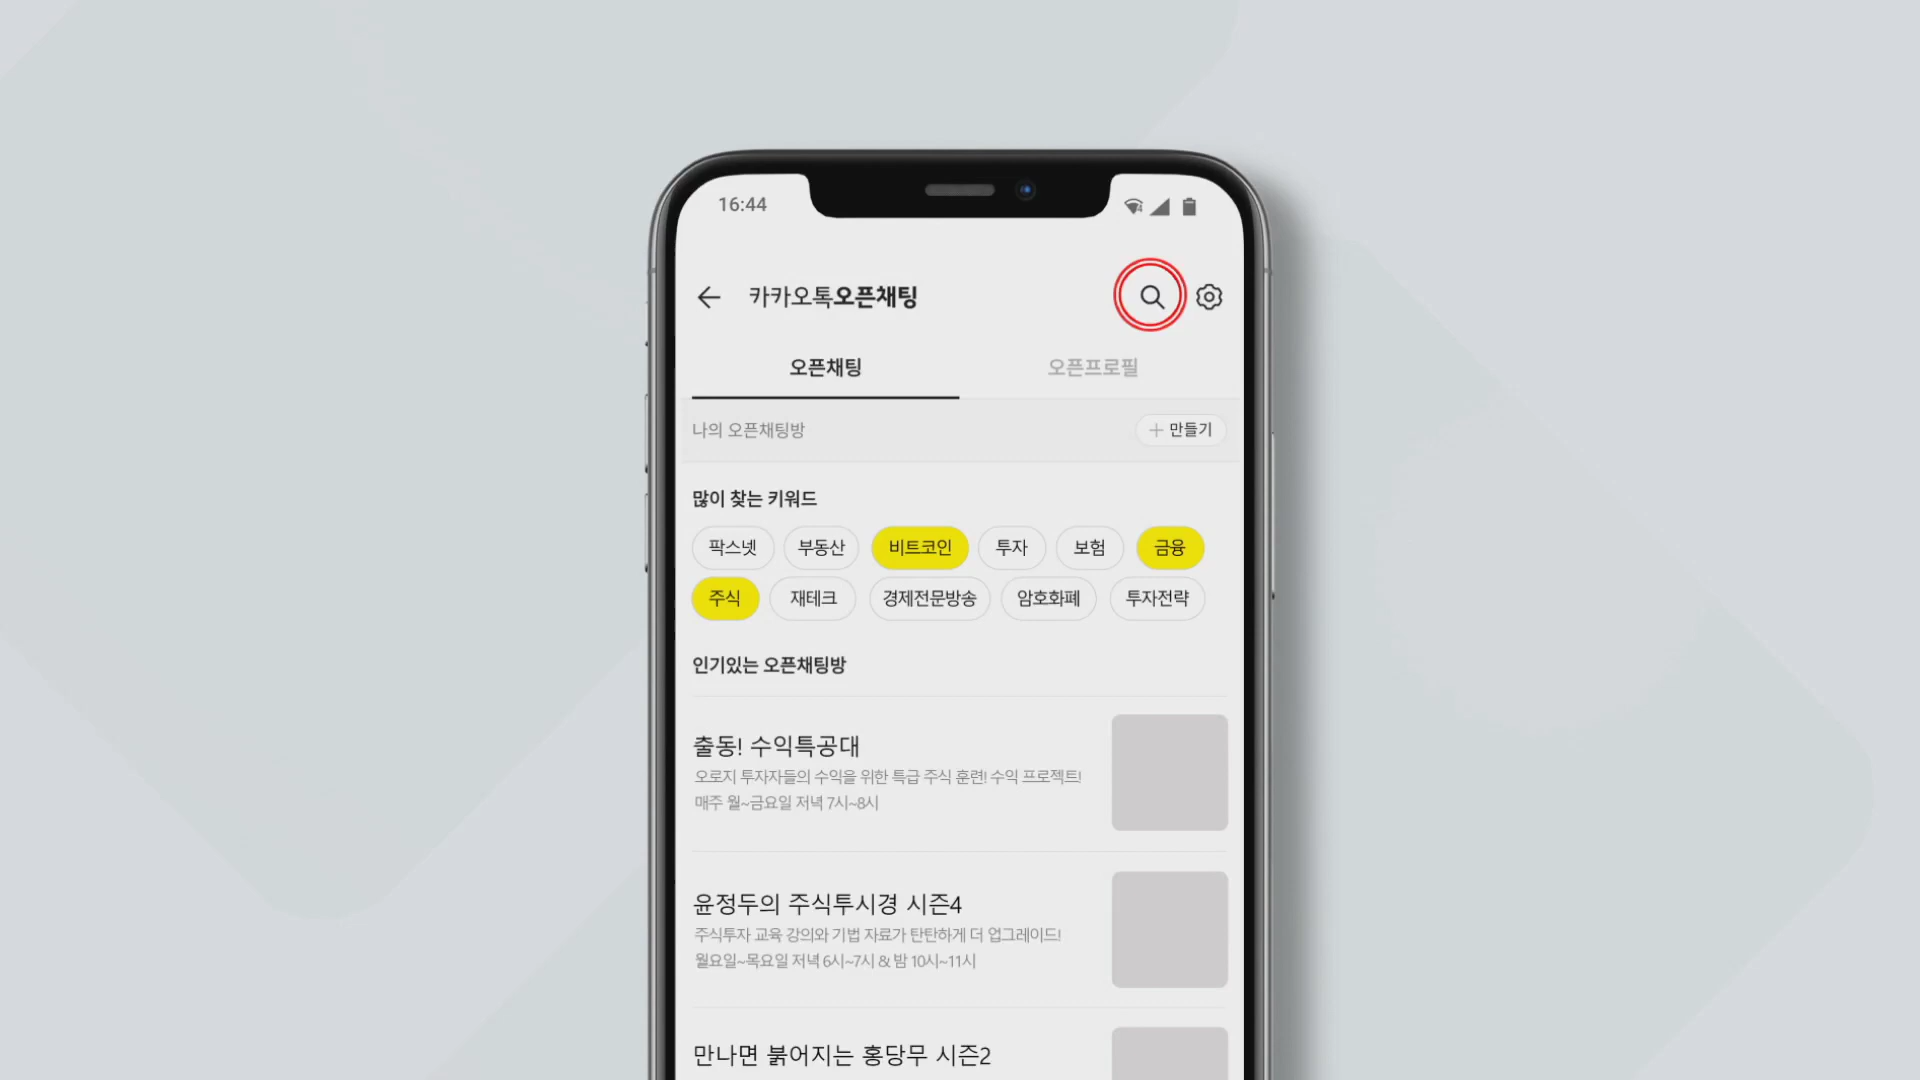 16:44
카카오톡오픈채팅
오픈채팅 오픈프로필
나의 오픈채팅방 + 만들기
많이 찾는 키워드
팍스넷 부동산 비트코인 투자 보험 금융
주식 재테크 경제전문방송 암호화폐 투자전략
인기있는 오픈채팅방
출동! 수익특공대
오로지 투자자들의 수익을 위한 특급 주식 훈련! 수익 프로젝트!
매주 월~금요일 저녁 7시~8시
윤정두의 주식투시경 시즌4
주식투자 교육 강의와 기법 자료가 탄탄하게 더 업그레이드!
월요일~목요일 저녁 6시~7시 & 밤 10시~11시
만나면 붉어지는 홍당무 시즌2